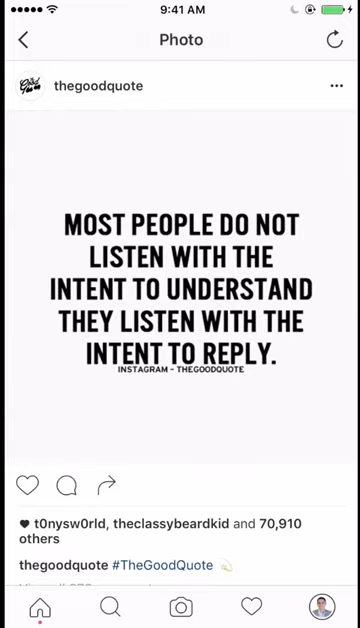 9:41 AM
Photo
thegoodquote
MOST PEOPLE DO NOT
LISTEN WITH THE
INTENT TO UNDERSTAND
THEY LISTEN WITH THE
INTENT TO REPLY.
INSTAGRAM - THEGOODQUOTE
t0nysw0rld, theclassybeardkid and 70,910
others
thegoodquote #TheGoodQuote 💫